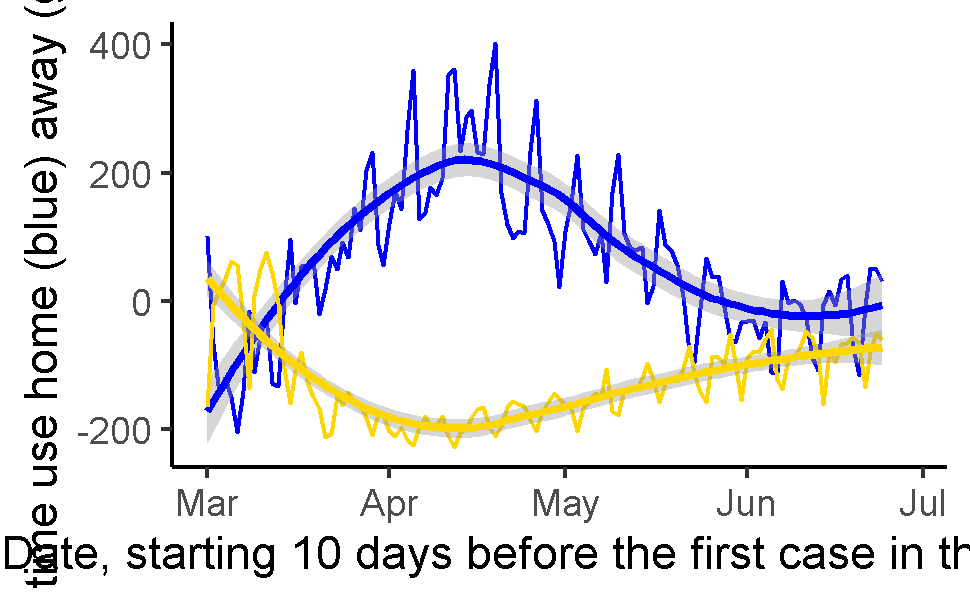 time use home (blue) away (
400
200
0
-200
Mar Apr May Jun Jul
Date, starting 10 days before the first case in th